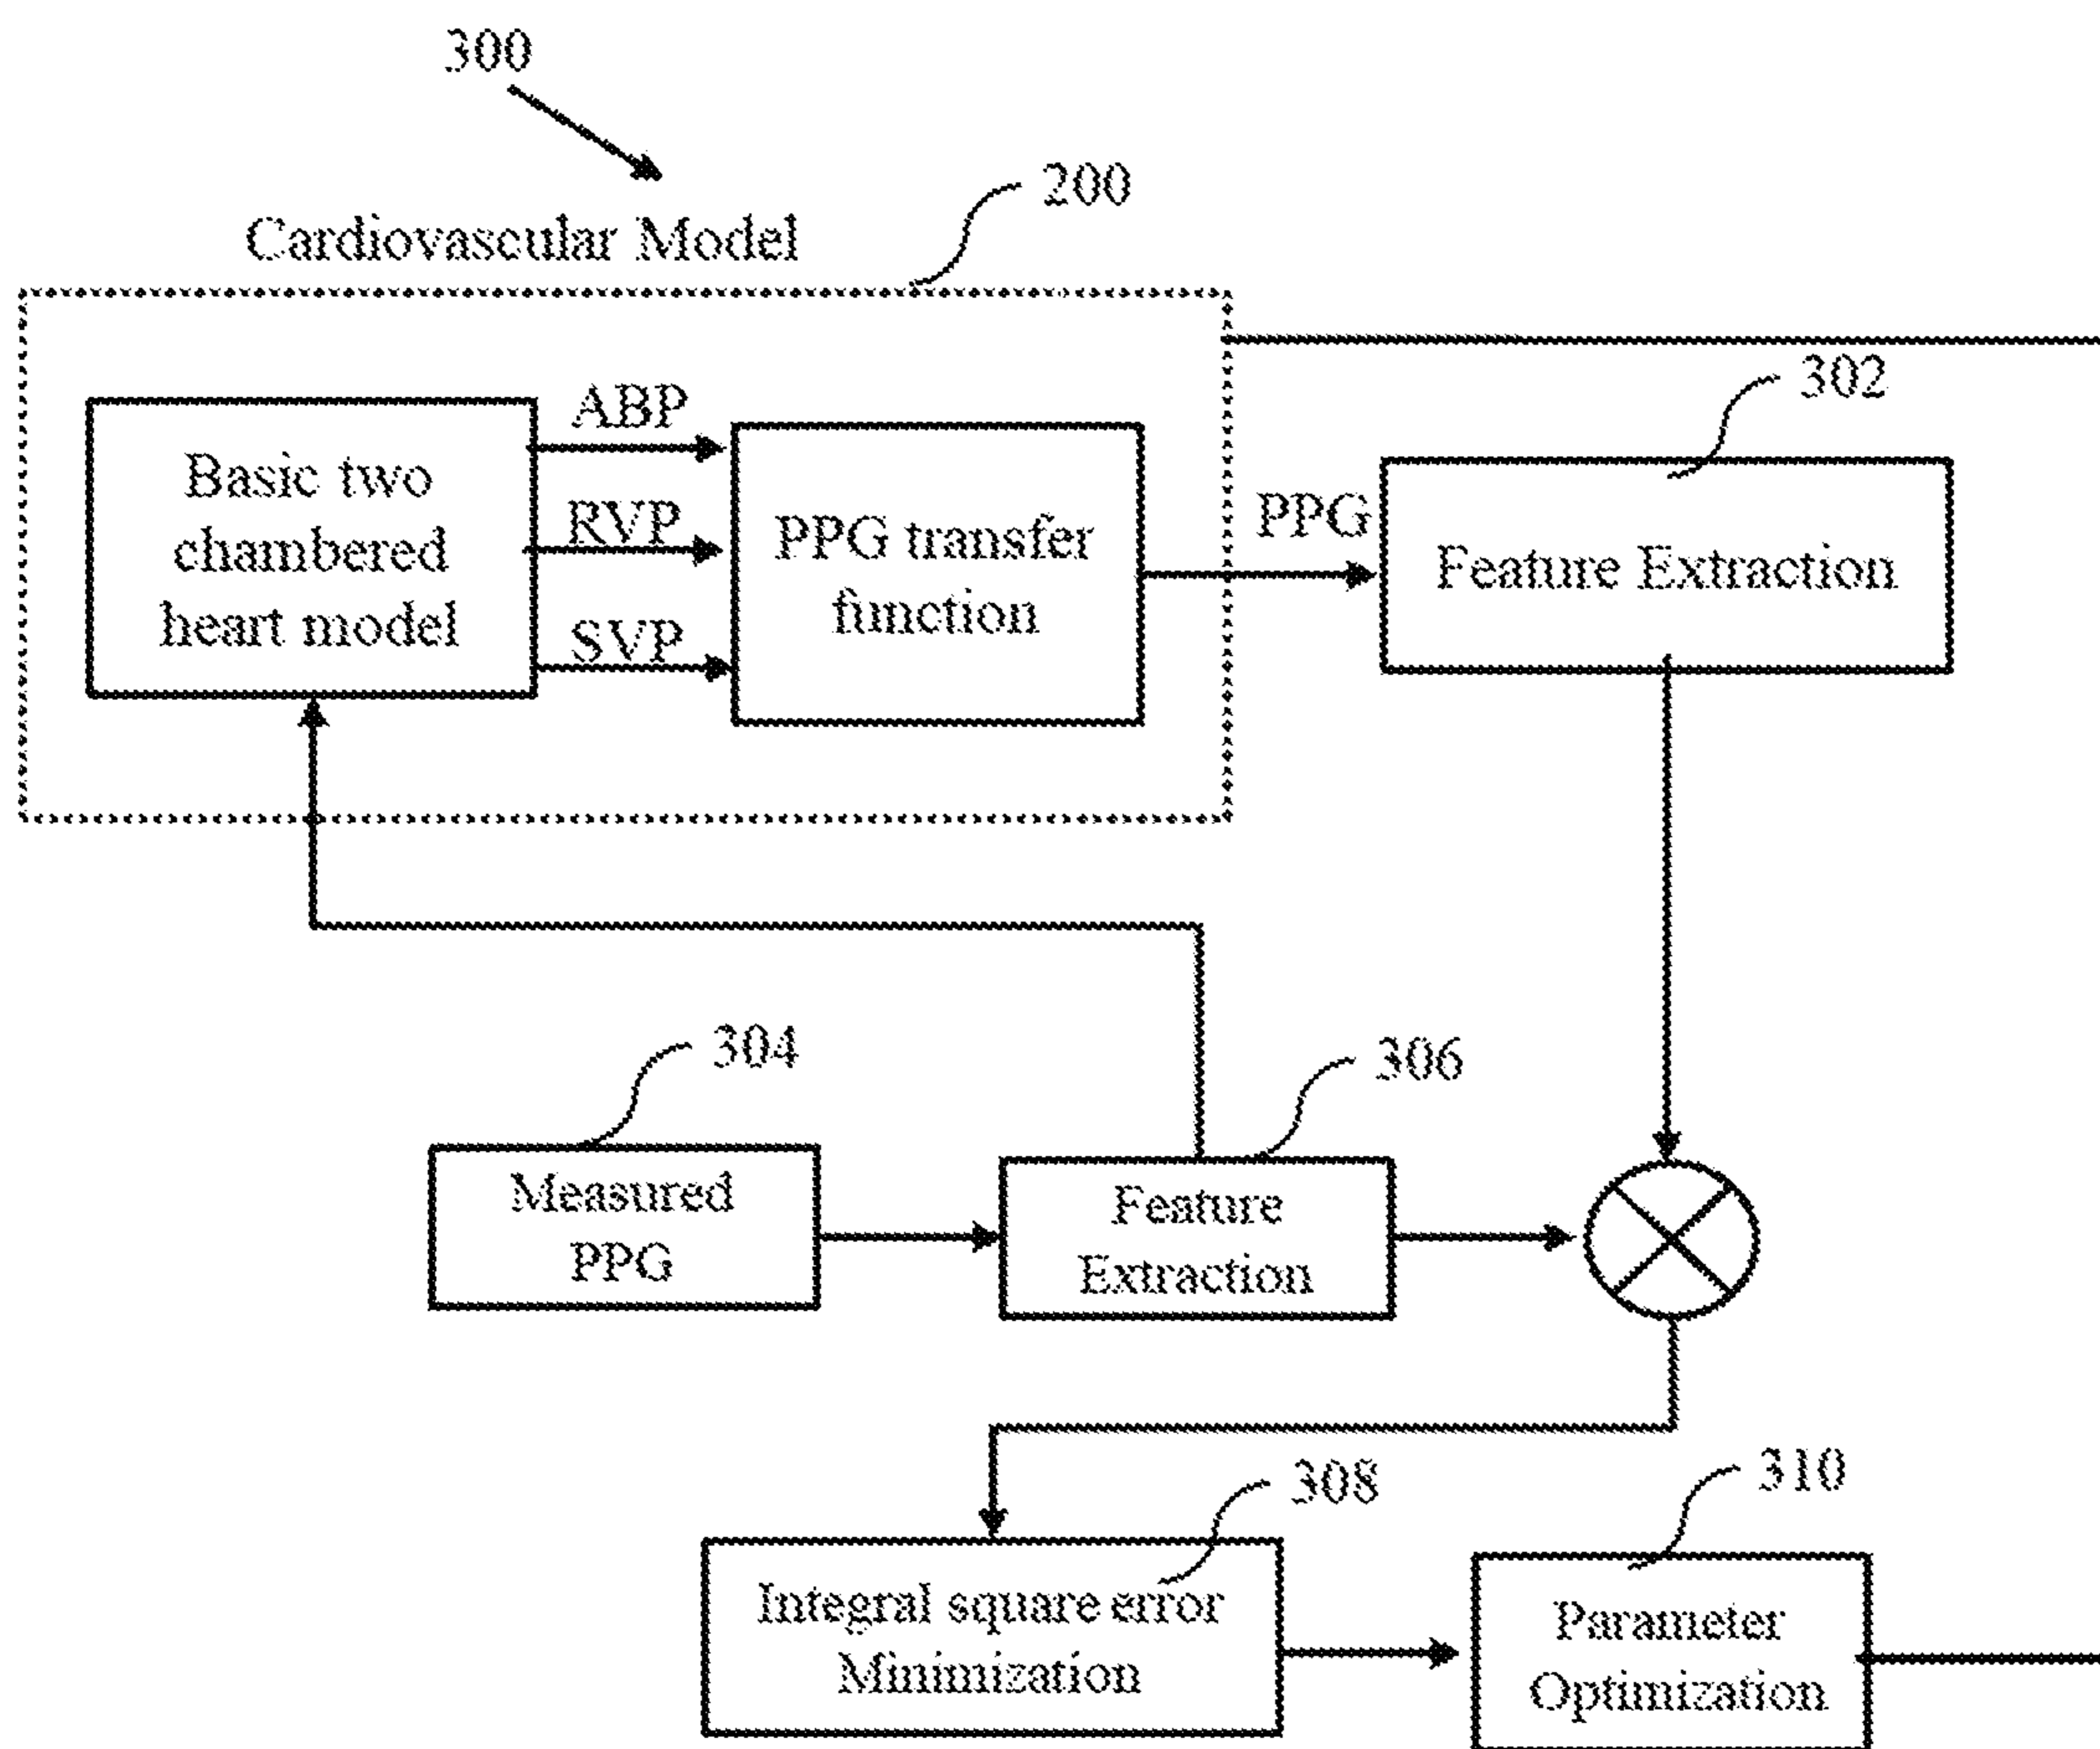 300
200
Cardiovascular Model
302
ABP
Basic two
chambered
heart model
RVP
SVP
PPG transfer
function
PPG
Feature Extraction
304
306
Measured
PPG
Feature
Extraction
308
310
Integral square error
Minimization
Parameter
Optimization